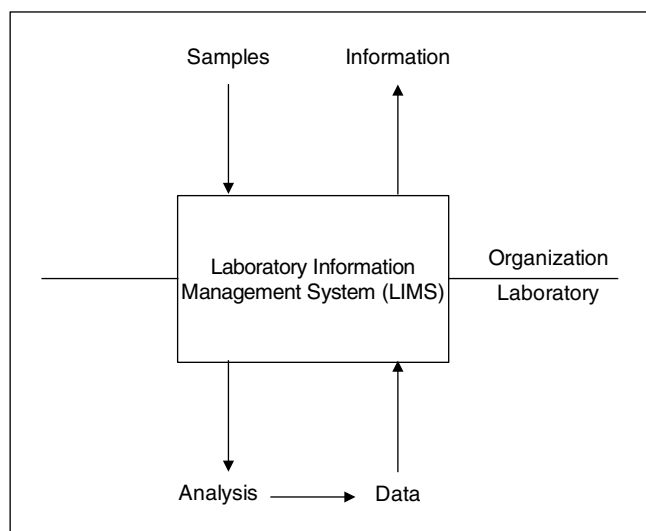 Samples
Information
Laboratory Information
Management System (LIMS)
Organization
Laboratory
Analysis
Data